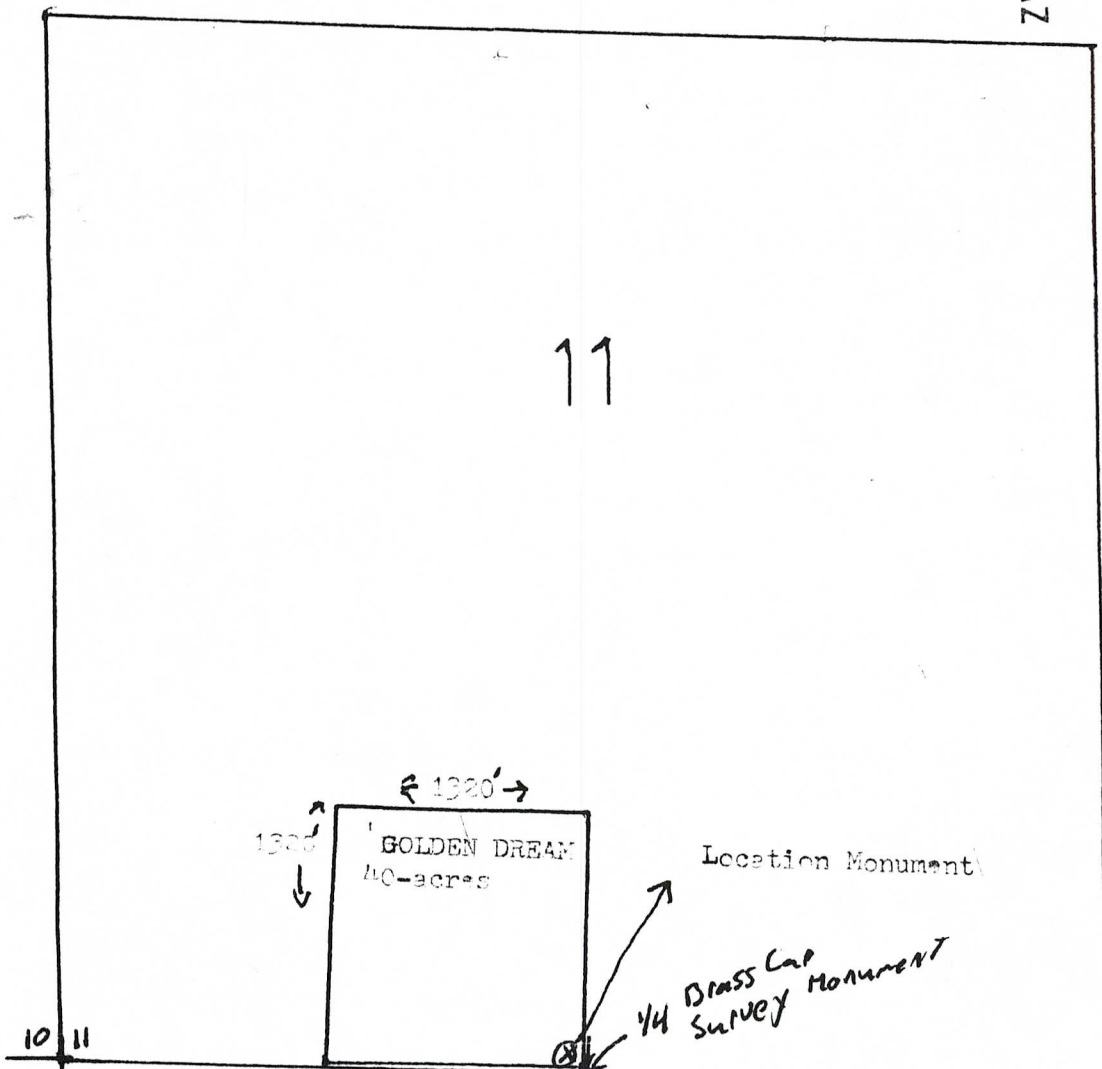 N
11
1320'
1320'
GOLDEN DREAM
40-acres
Location Monument
1/4 Brass Cap
Survey Monument
10 11